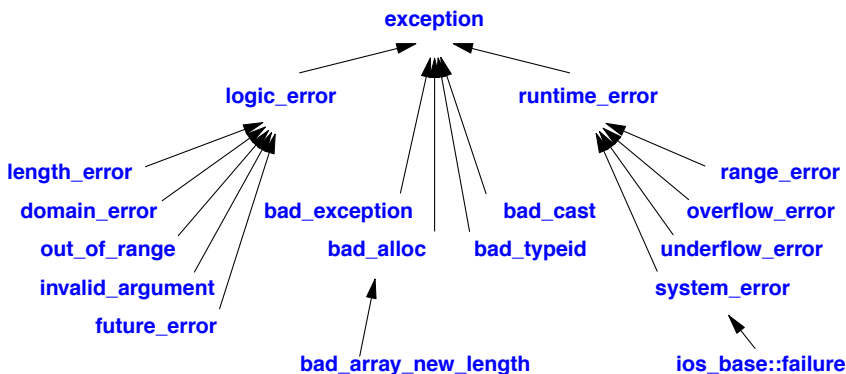 exception
logic_error runtime_error
length_error range_error
domain_error bad_exception bad_cast overflow_error
out_of_range bad_alloc bad_typeid underflow_error
invalid_argument system_error
future_error
bad_array_new_length ios_base::failure